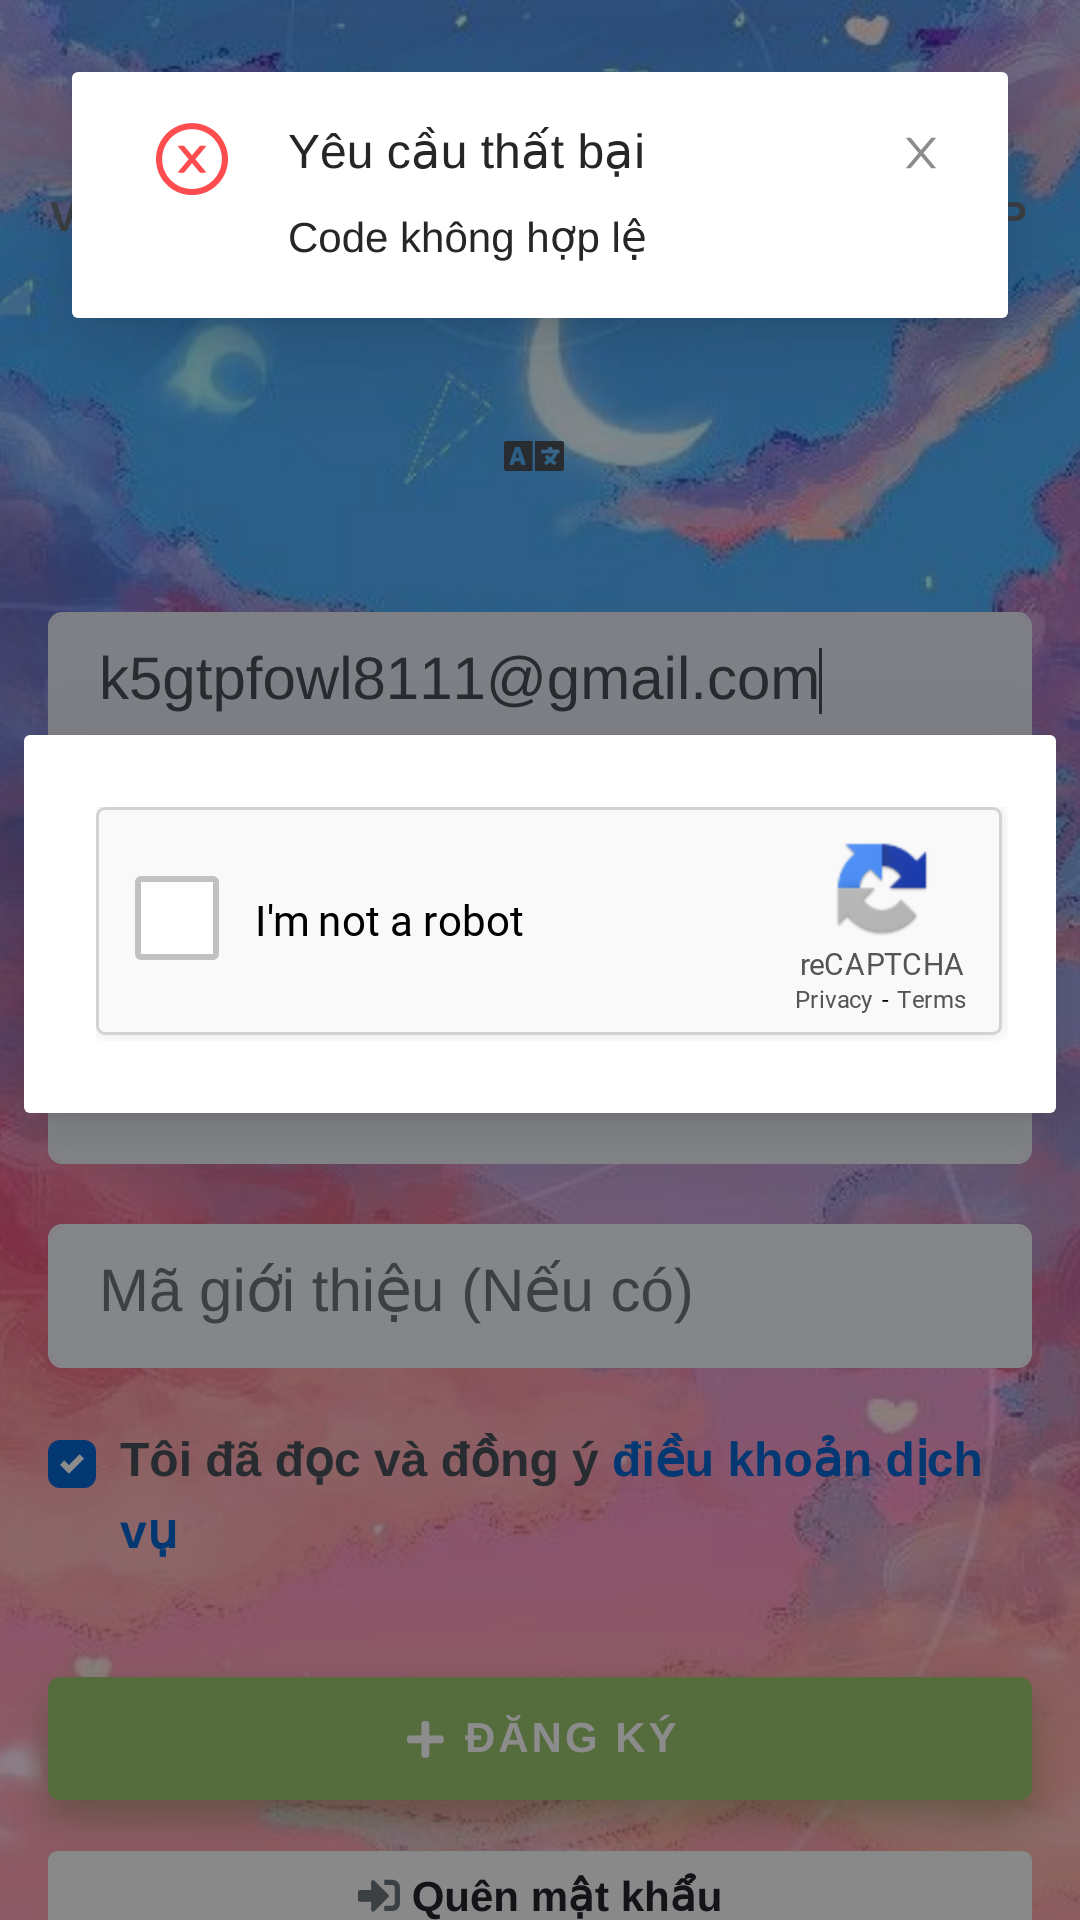 Yêu cầu thất bại
Code không hợp lệ
V
P
A 文
k5gtpfowl8111@gmail.com
I'm not a robot
reCAPTCHA
Privacy - Terms
Mã giới thiệu (Nếu có)
Tôi đã đọc và đồng ý điều khoản dịch
vụ
ĐĂNG KÝ
Quên mật khẩu